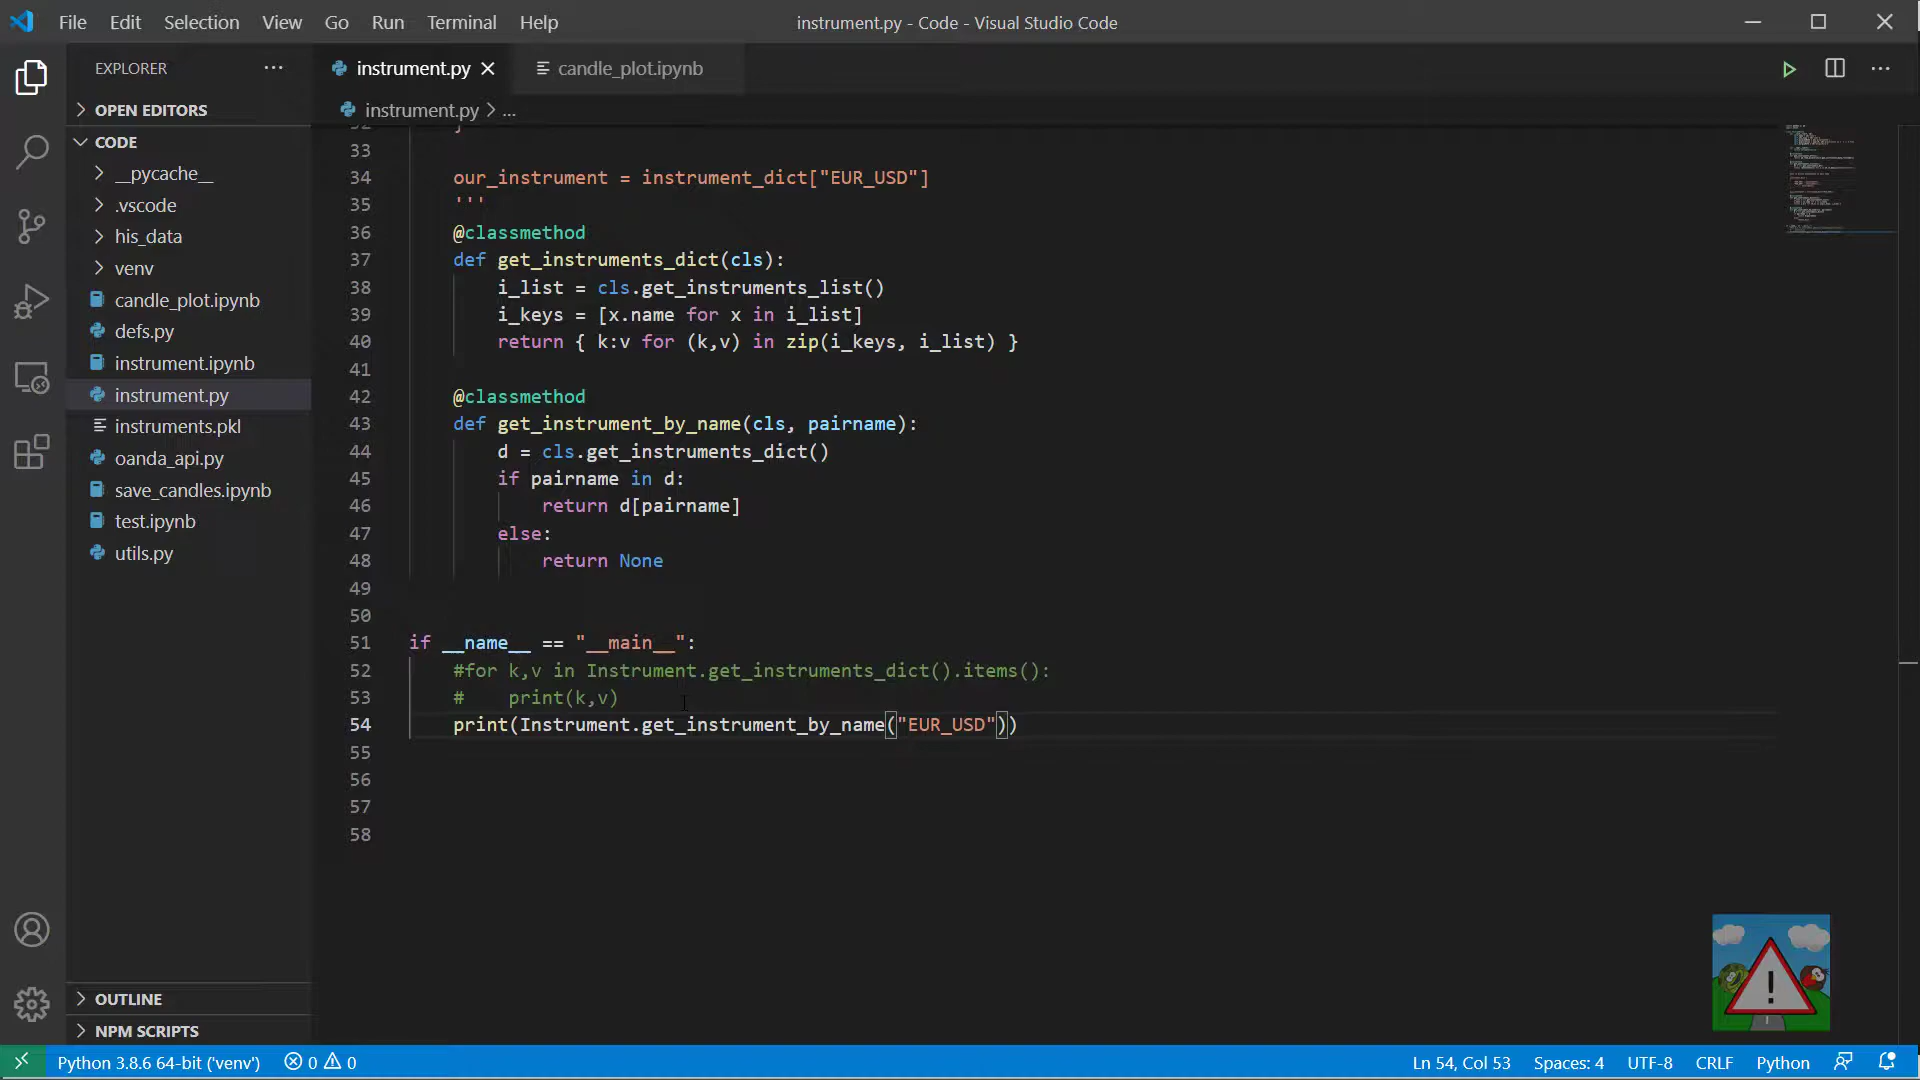 File Edit Selection View Go Run Terminal Help
instrument.py - Code - Visual Studio Code
EXPLORER
OPEN EDITORS
CODE
__pycache__
.vscode
his_data
venv
candle_plot.ipynb
defs.py
instrument.ipynb
instrument.py
instruments.pkl
oanda_api.py
save_candles.ipynb
test.ipynb
utils.py
OUTLINE
NPM SCRIPTS
instrument.py
candle_plot.ipynb
instrument.py > ...
33
34 our_instrument = instrument_dict["EUR_USD"]
35 '''
36 @classmethod
37 def get_instruments_dict(cls):
38 i_list = cls.get_instruments_list()
39 i_keys = [x.name for x in i_list]
40 return { k:v for (k,v) in zip(i_keys, i_list) }
41
42 @classmethod
43 def get_instrument_by_name(cls, pairname):
44 d = cls.get_instruments_dict()
45 if pairname in d:
46 return d[pairname]
47 else:
48 return None
49
50
51 if __name__ == "__main__":
52 #for k,v in Instrument.get_instruments_dict().items():
53 # print(k,v)
54 print(Instrument.get_instrument_by_name("EUR_USD"))
55
56
57
58
Python 3.8.6 64-bit ('venv') 0 0
Ln 54, Col 53 Spaces: 4 UTF-8 CRLF Python